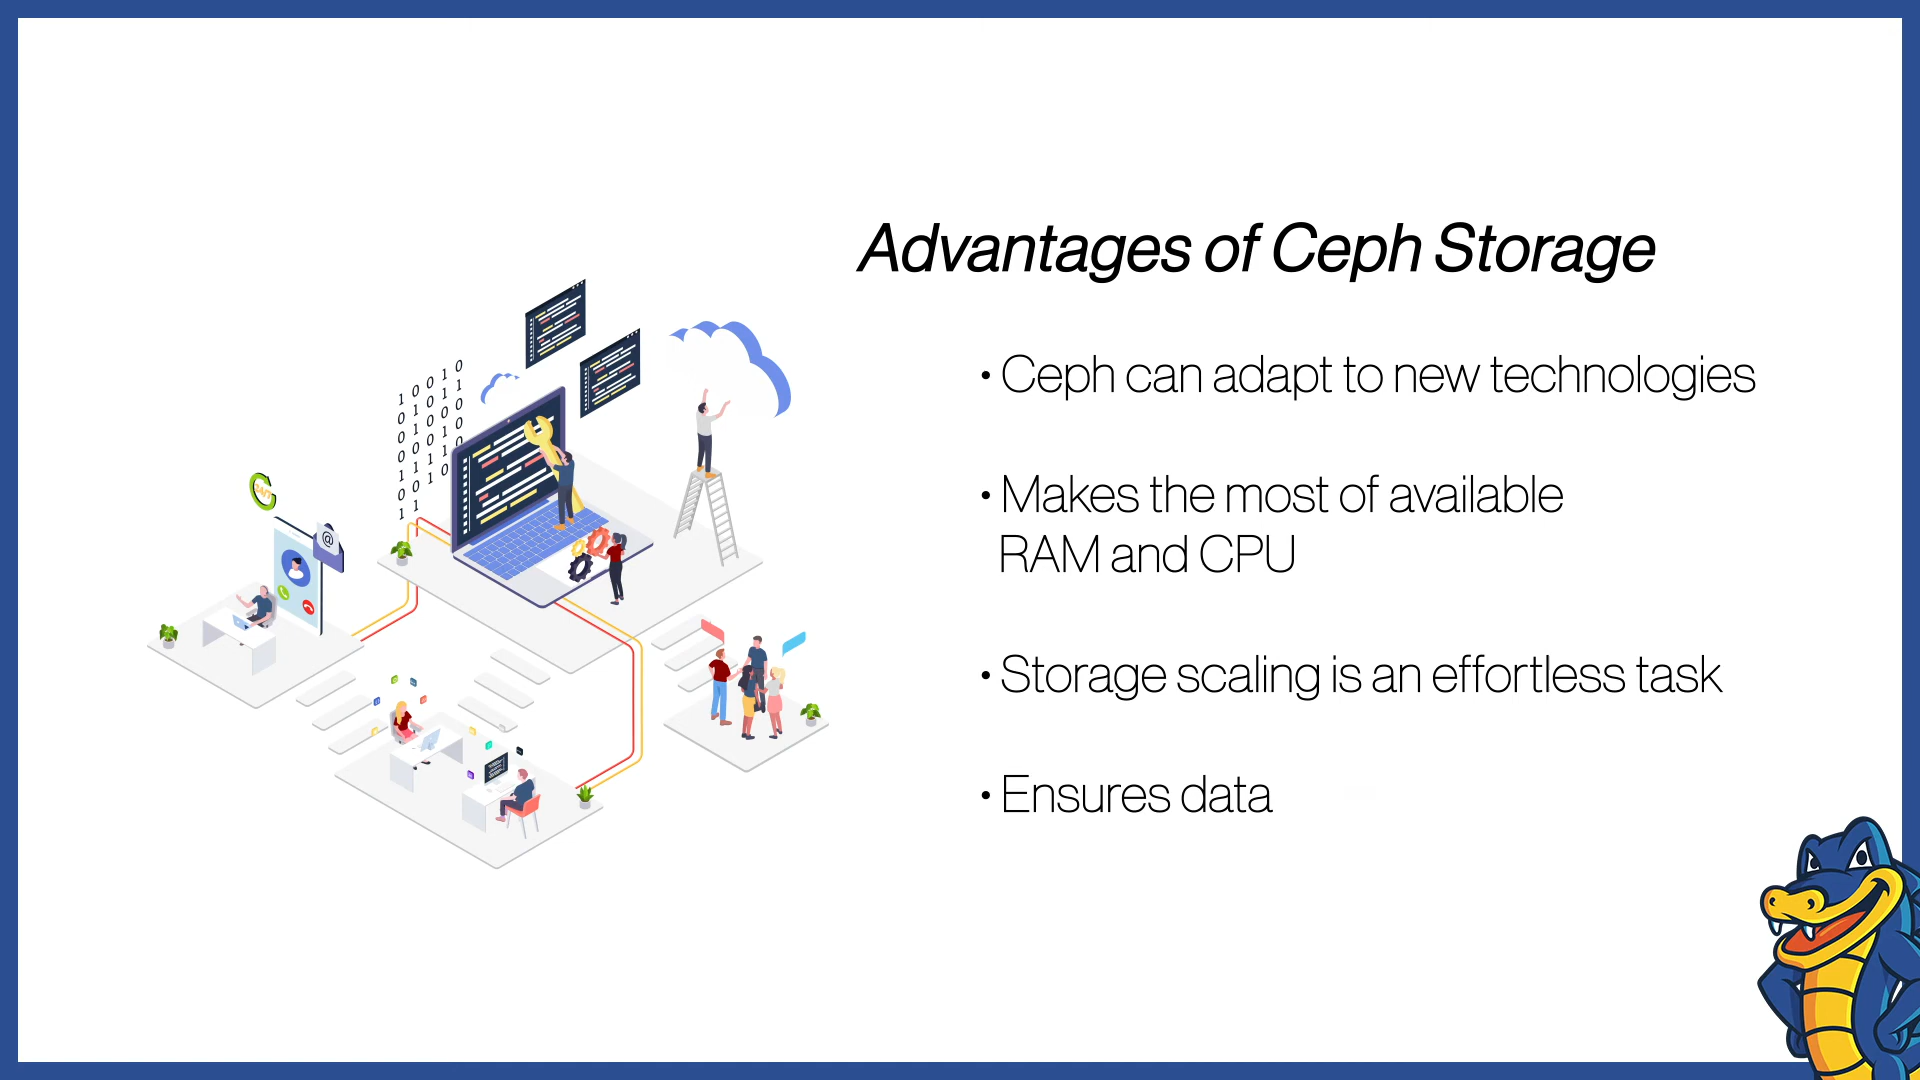 Advantages of Ceph Storage
• Ceph can adapt to new technologies
• Makes the most of available
RAM and CPU
• Storage scaling is an effortless task
• Ensures data